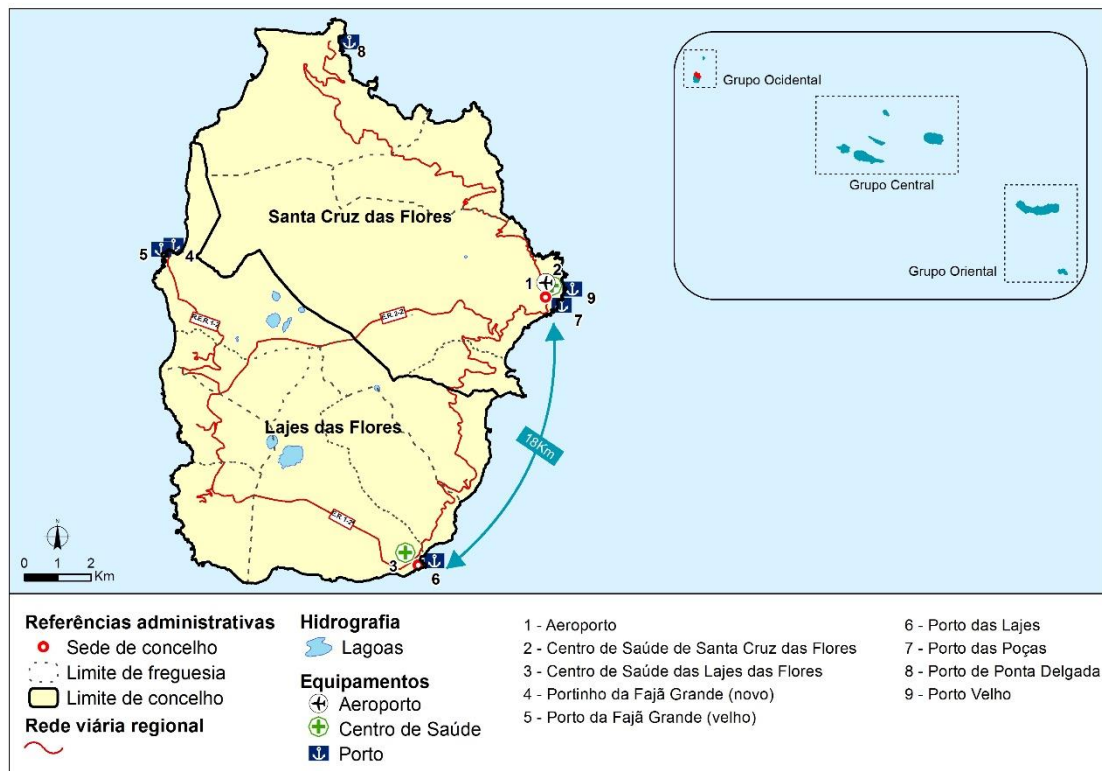 8
Grupo Ocidental
Grupo Central
Grupo Oriental
Santa Cruz das Flores
5
4
1
2
9
7
E.R. 1-2
E.R. 2-2
Lajes das Flores
18Km
E.R. 1-2
3
6
N
0 1 2
Km
Referências administrativas
Sede de concelho
Limite de freguesia
Limite de concelho
Rede viária regional
Hidrografia
Lagoas
Equipamentos
Aeroporto
Centro de Saúde
Porto
1 - Aeroporto
2 - Centro de Saúde de Santa Cruz das Flores
3 - Centro de Saúde das Lajes das Flores
4 - Portinho da Fajã Grande (novo)
5 - Porto da Fajã Grande (velho)
6 - Porto das Lajes
7 - Porto das Poças
8 - Porto de Ponta Delgada
9 - Porto Velho